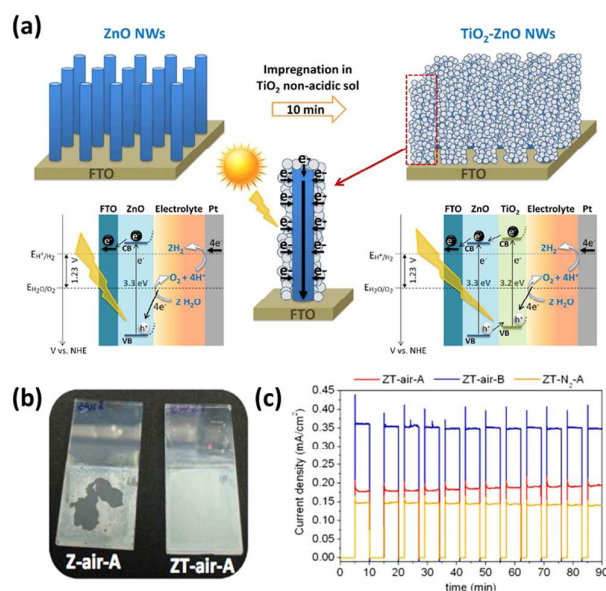 (a)
ZnO NWs
TiO2-ZnO NWs
Impregnation in
TiO2 non-acidic sol
10 min
FTO
FTO
e-
e-
e-
e-
e-
e-
e-
e-
e-
FTO
FTO ZnO Electrolyte Pt
e-
CB
4e-
2H2
EH+/H2
1.23 V
e-
3.3 eV
O2 + 4H+
EH2O/O2
4e-
2 H2O
h+
VB
V vs. NHE
FTO ZnO TiO2 Electrolyte Pt
e-
e-
CB
4e-
2H2
EH+/H2
1.23 V
e-
e-
3.3 eV
3.2 eV
O2 + 4H+
EH2O/O2
4e-
2 H2O
h+
h+
VB
V vs. NHE
(b)
Z-air-A
ZT-air-A
(c)
ZT-air-A ZT-air-B ZT-N2-A
Current density (mA/cm2)
0.45
0.40
0.35
0.30
0.25
0.20
0.15
0.10
0.05
0.00
0 10 20 30 40 50 60 70 80 90
time (min)